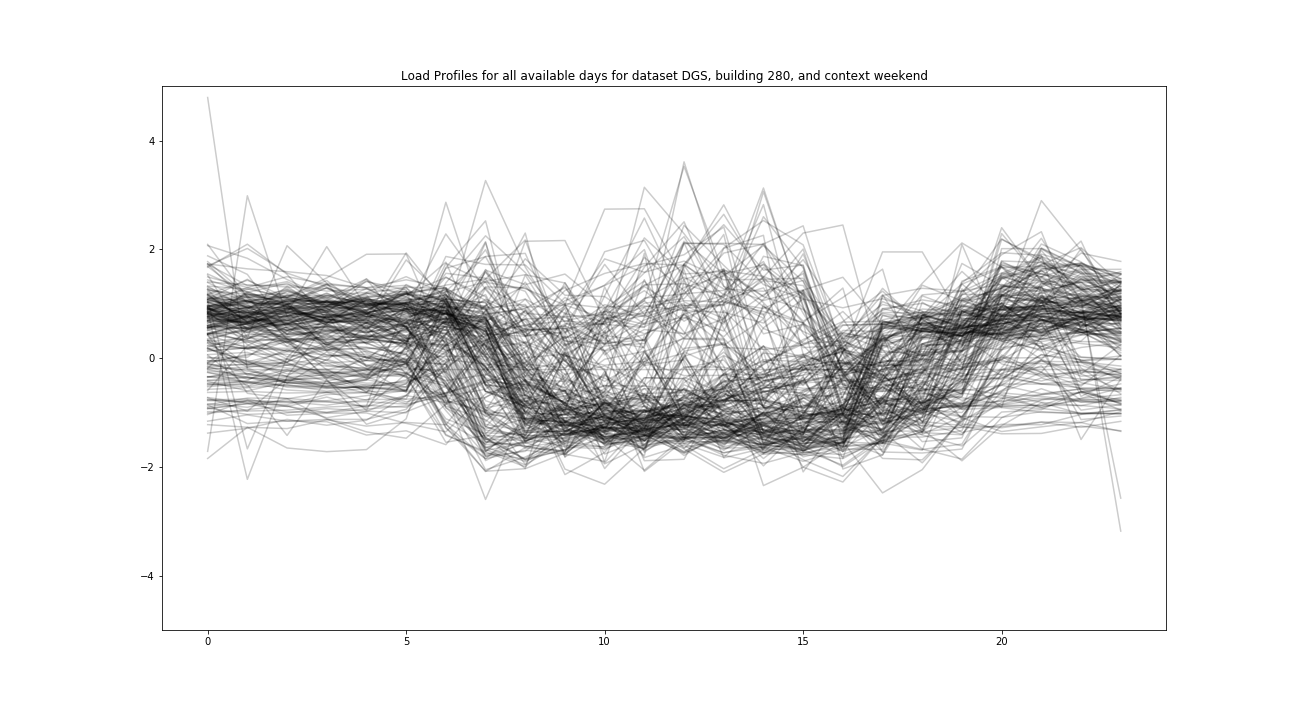 Load Profiles for all available days for dataset DGS, building 280, and context weekend
4
2
0
−2
−4
0 5 10 15 20